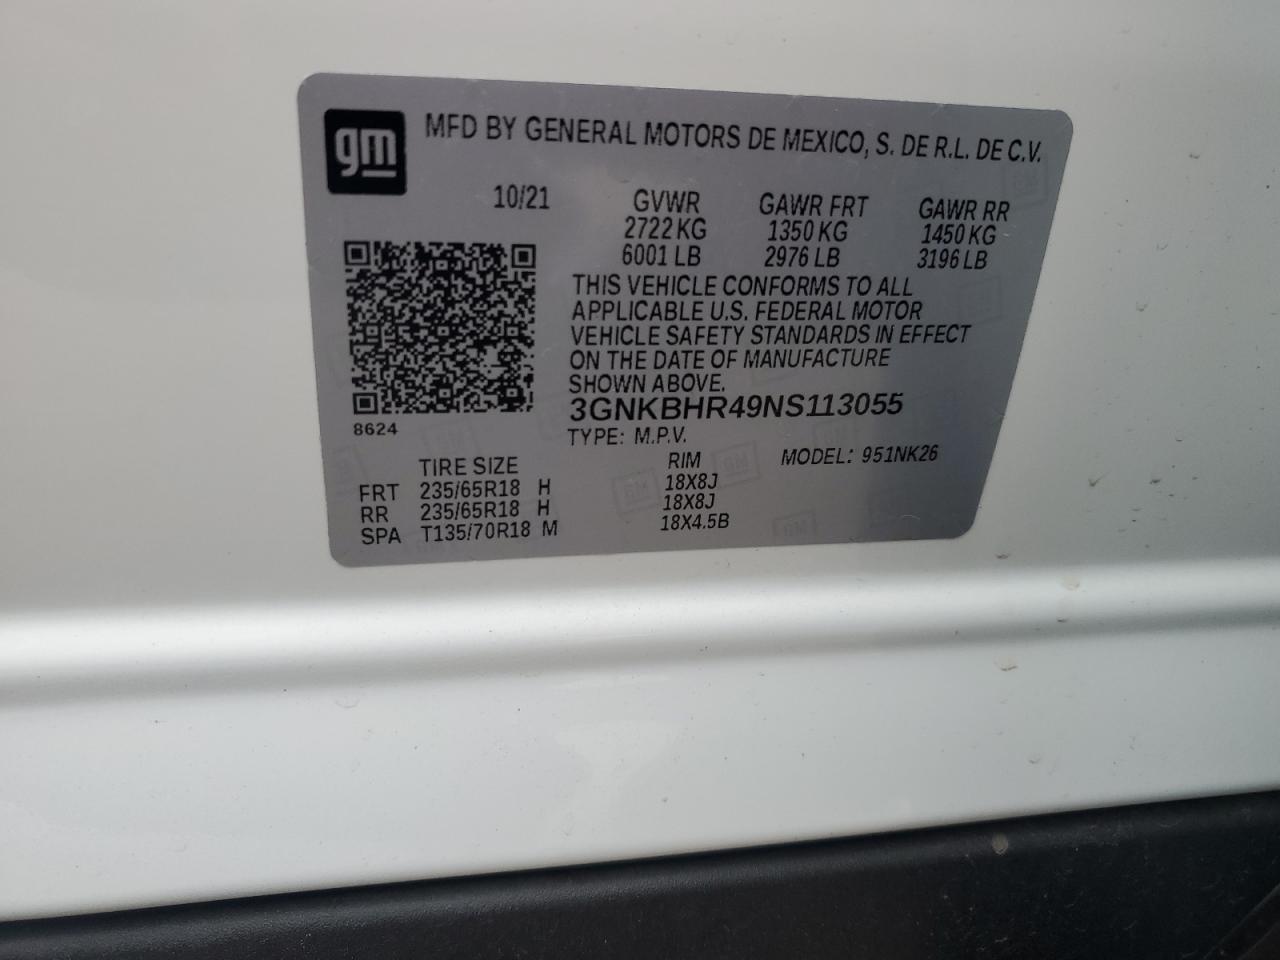 gm
MFD BY GENERAL MOTORS DE MEXICO, S. DE R.L. DE C.V.
10/21 GVWR GAWR FRT GAWR RR
2722 KG 1350 KG 1450 KG
6001 LB 2976 LB 3196 LB
THIS VEHICLE CONFORMS TO ALL
APPLICABLE U.S. FEDERAL MOTOR
VEHICLE SAFETY STANDARDS IN EFFECT
ON THE DATE OF MANUFACTURE
SHOWN ABOVE.
3GNKBHR49NS113055
8624
TYPE: M.P.V. MODEL: 951NK26
TIRE SIZE RIM
FRT 235/65R18 H 18X8J
RR 235/65R18 H 18X8J
SPA T135/70R18 M 18X4.5B